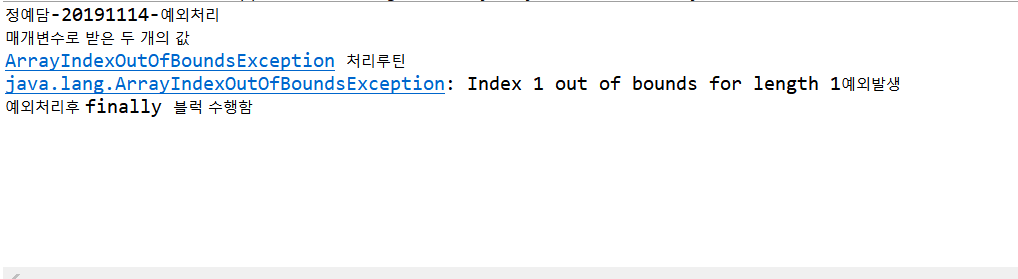 정예담-20191114-예외처리
매개변수로 받은 두 개의 값
ArrayIndexOutOfBoundsException 처리루틴
java.lang.ArrayIndexOutOfBoundsException: Index 1 out of bounds for length 1예외발생
예외처리후 finally 블럭 수행함